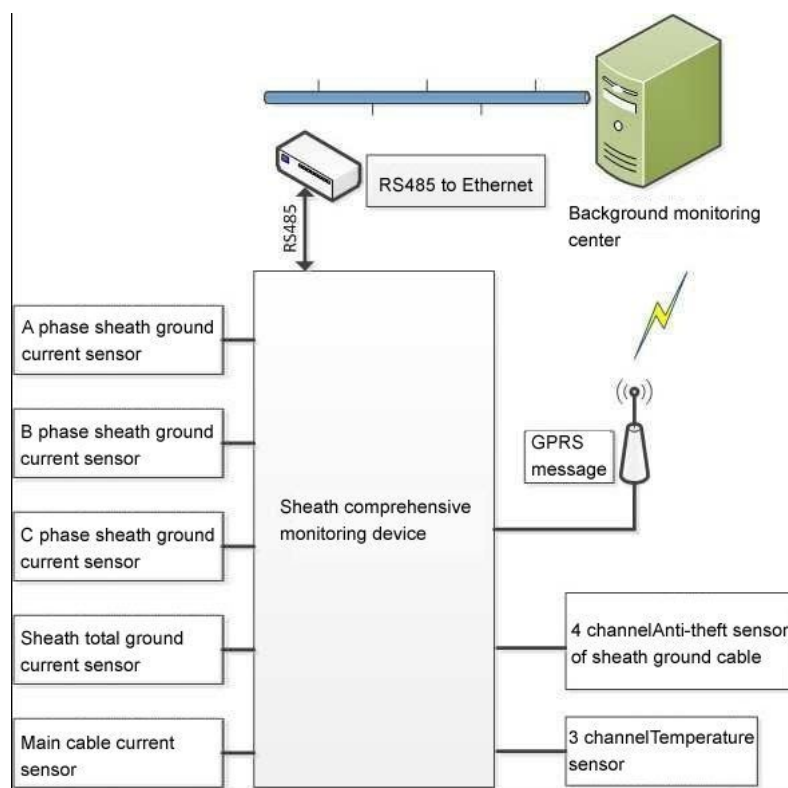 RS485 to Ethernet
Background monitoring
center
RS485
A phase sheath ground
current sensor
B phase sheath ground
current sensor
C phase sheath ground
current sensor
Sheath total ground
current sensor
Main cable current
sensor
Sheath comprehensive
monitoring device
GPRS
message
4 channelAnti-theft sensor
of sheath ground cable
3 channelTemperature
sensor